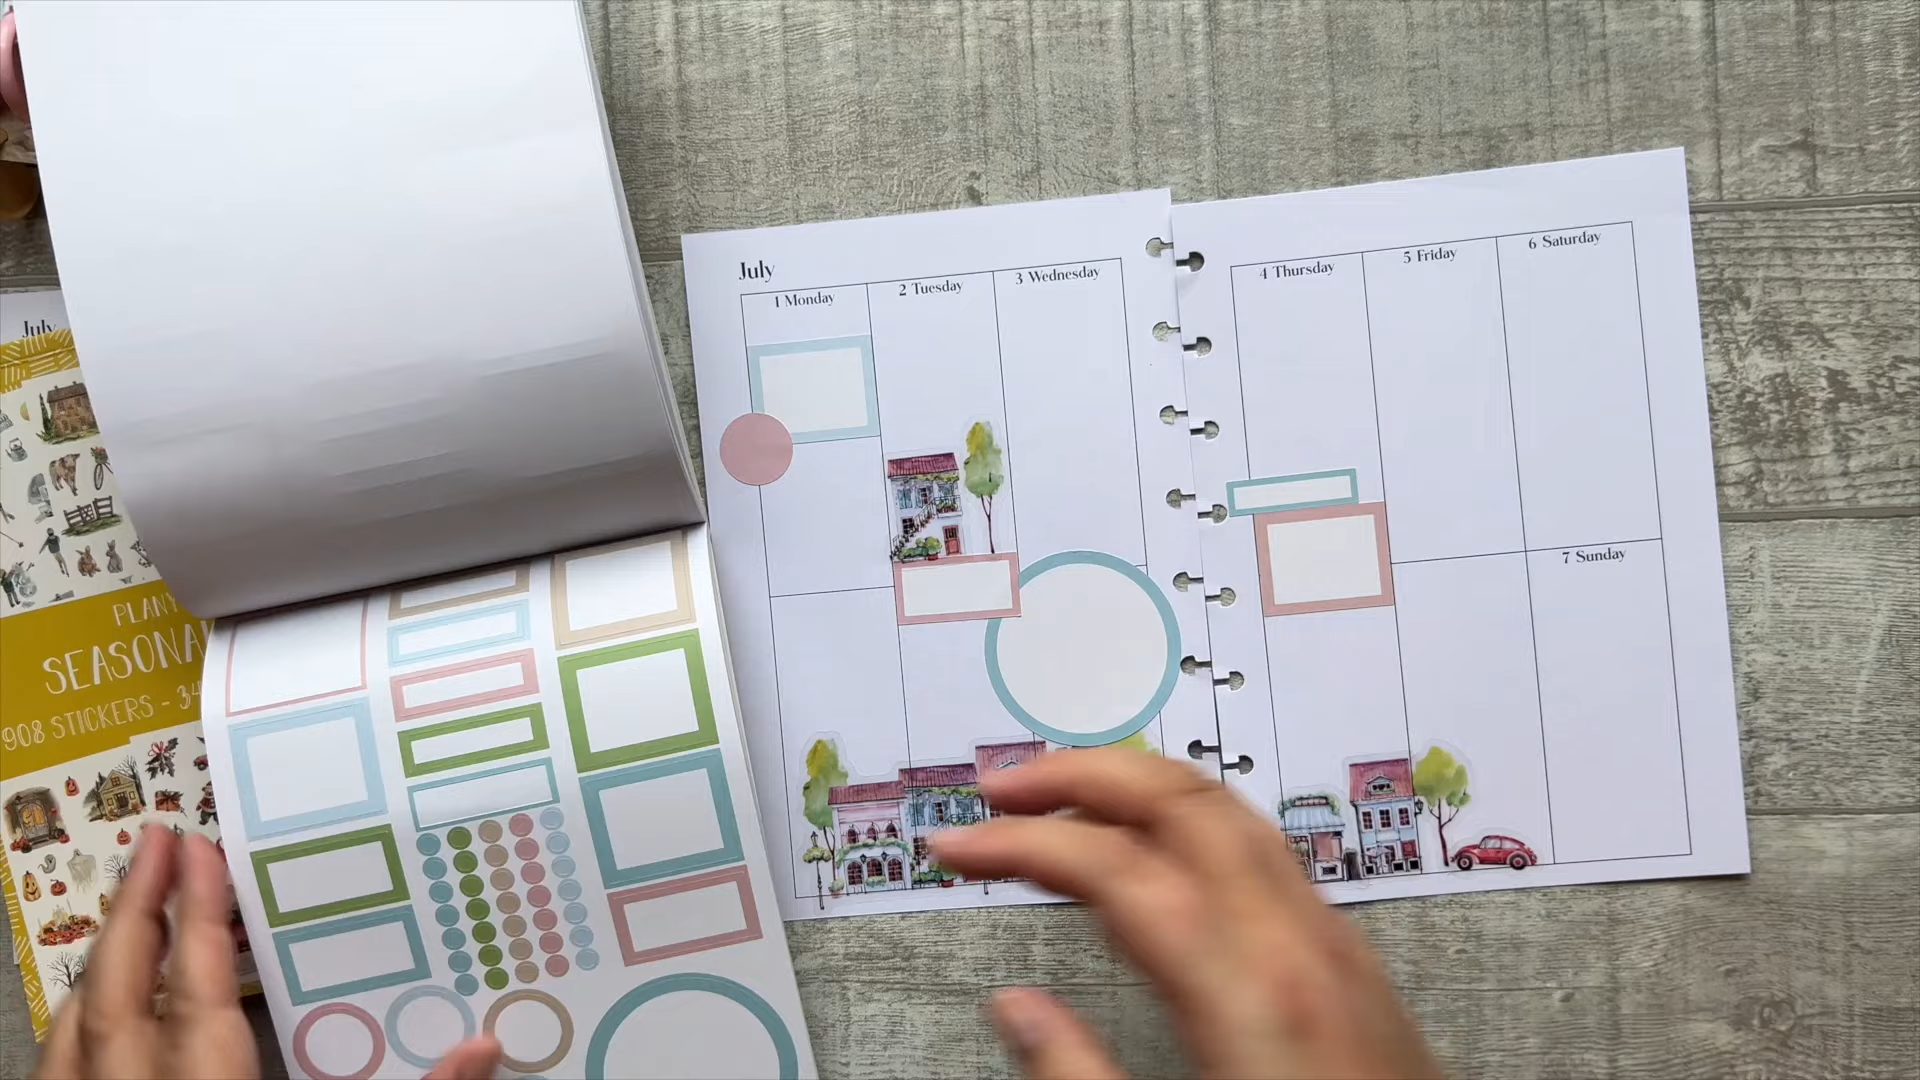 July
PLAN
SEASONA
908 STICKERS - 34
July
1 Monday
2 Tuesday
3 Wednesday
4 Thursday
5 Friday
6 Saturday
7 Sunday